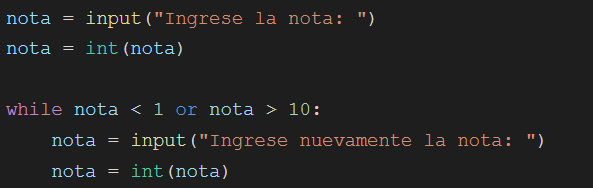 nota = input("Ingrese la nota: ")
nota = int(nota)
while nota < 1 or nota > 10:
    nota = input("Ingrese nuevamente la nota: ")
    nota = int(nota)